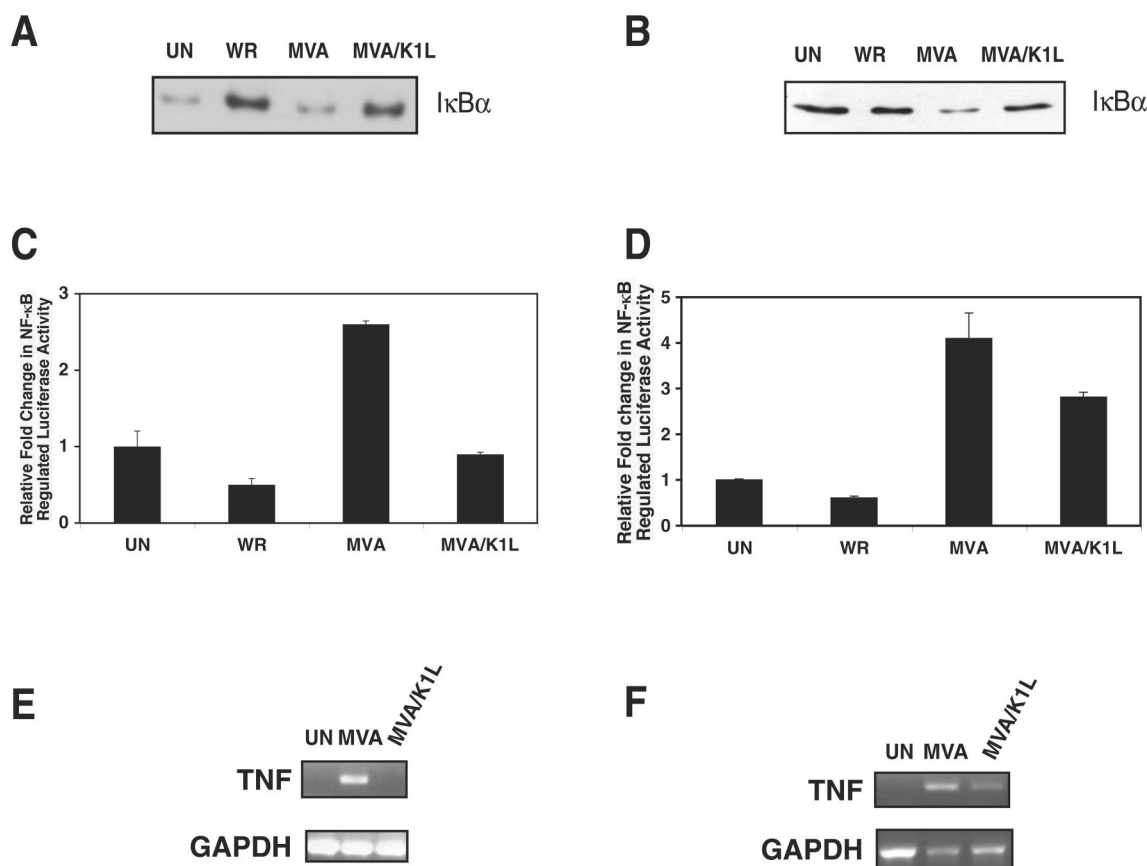 A
UN WR MVA MVA/K1L
IκBα
B
UN WR MVA MVA/K1L
IκBα
C
Relative Fold Change in NF-κB
Regulated Luciferase Activity
3
2
1
0
UN WR MVA MVA/K1L
D
Relative Fold change in NF-κB
Regulated Luciferase Activity
5
4
3
2
1
0
UN WR MVA MVA/K1L
E
UN MVA MVA/K1L
TNF
GAPDH
F
UN MVA MVA/K1L
TNF
GAPDH